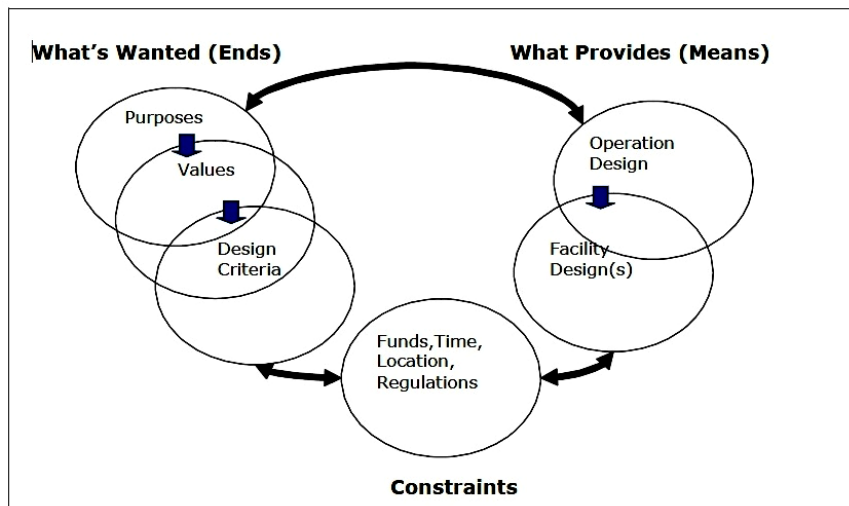 What's Wanted (Ends)
What Provides (Means)
Purposes
Values
Design
Criteria
Operation
Design
Facility
Design(s)
Funds,Time,
Location,
Regulations
Constraints